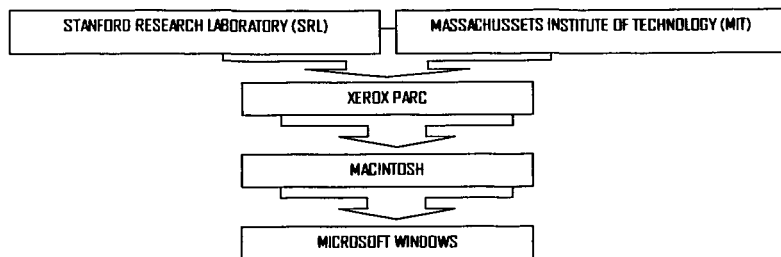 STANFORD RESEARCH LABORATORY (SRL)
MASSACHUSSETS INSTITUTE OF TECHNOLOGY (MIT)
XEROX PARC
MACINTOSH
MICROSOFT WINDOWS